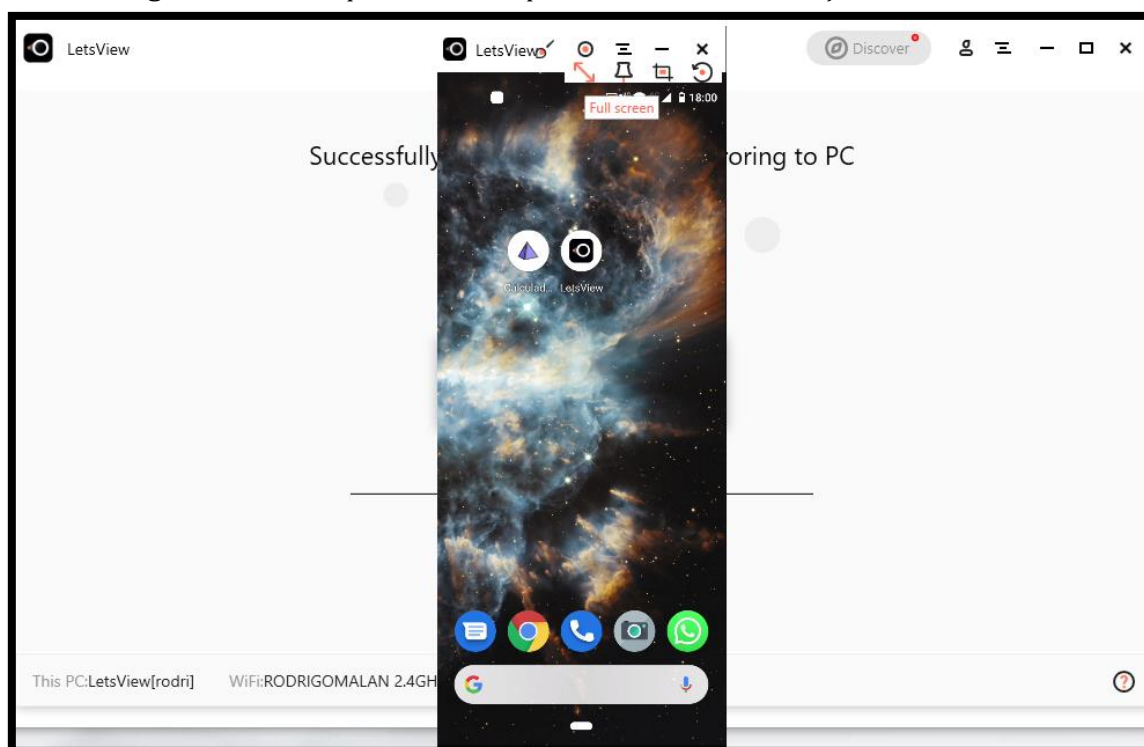 LetsView
LetsView
Discover
Full screen
18:00
Successfully
oring to PC
Calculad... LetsView
This PC:LetsView[rodri] WiFi:RODRIGOMALAN 2.4GH